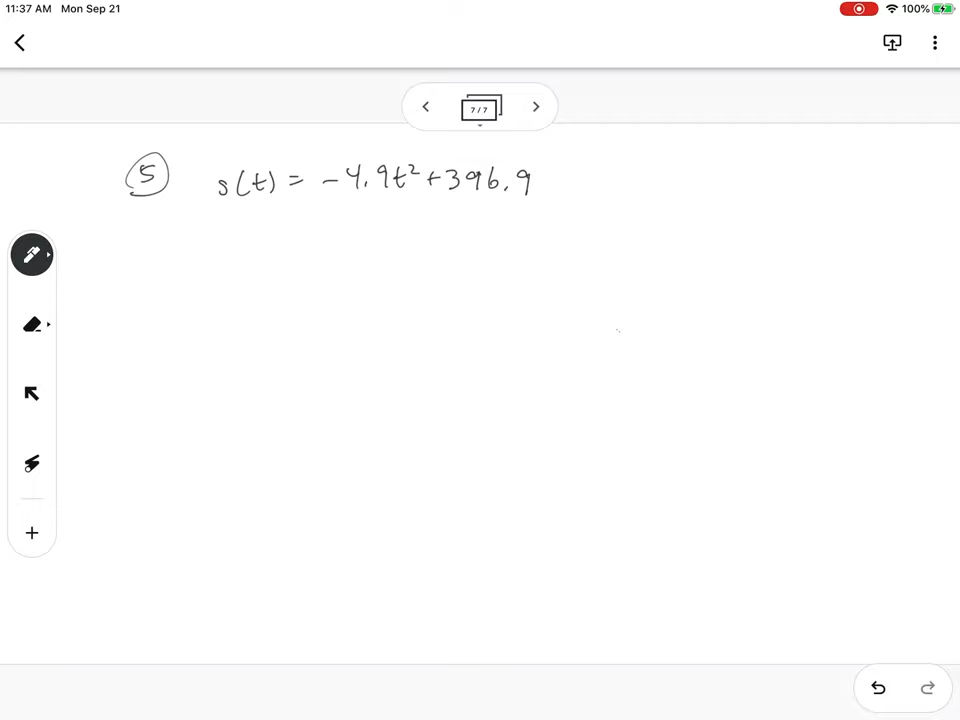 11:37 AM Mon Sep 21 100%
7 / 7
⑤ s(t) = -4.9t² + 396.9